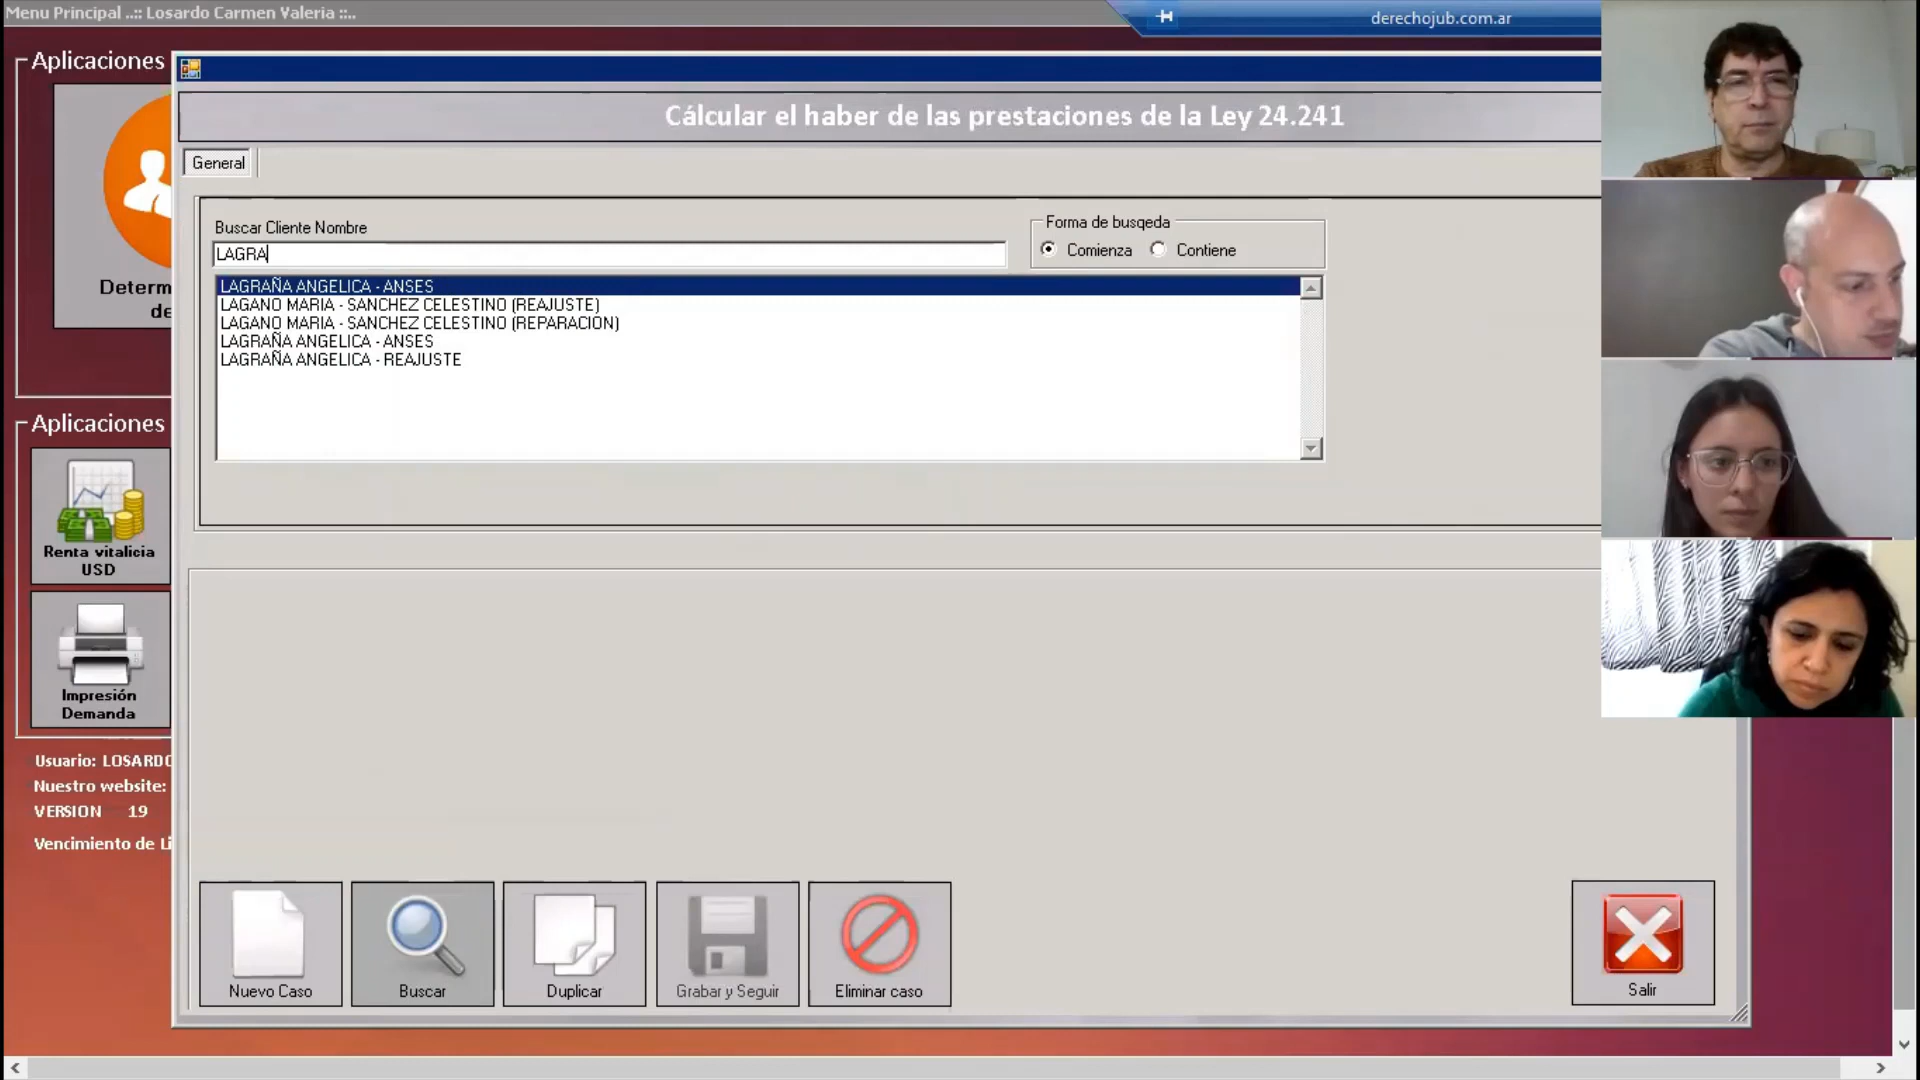 Menu Principal ..:: Losardo Carmen Valeria ::..
derechojub.com.ar
Aplicaciones
Cálcular el haber de las prestaciones de la Ley 24.241
General
Buscar Cliente Nombre
Forma de busqeda
LAGRA
Comienza
Contiene
LAGRAÑA ANGELICA - ANSES
LAGANO MARIA - SANCHEZ CELESTINO (REAJUSTE)
LAGANO MARIA - SANCHEZ CELESTINO (REPARACION)
LAGRAÑA ANGELICA - ANSES
LAGRAÑA ANGELICA - REAJUSTE
Determ
de
Aplicaciones
Renta vitalicia
USD
Impresión
Demanda
Usuario: LOSARDO
Nuestro website:
VERSION 19
Vencimiento de Li
Nuevo Caso
Buscar
Duplicar
Grabar y Seguir
Eliminar caso
Salir